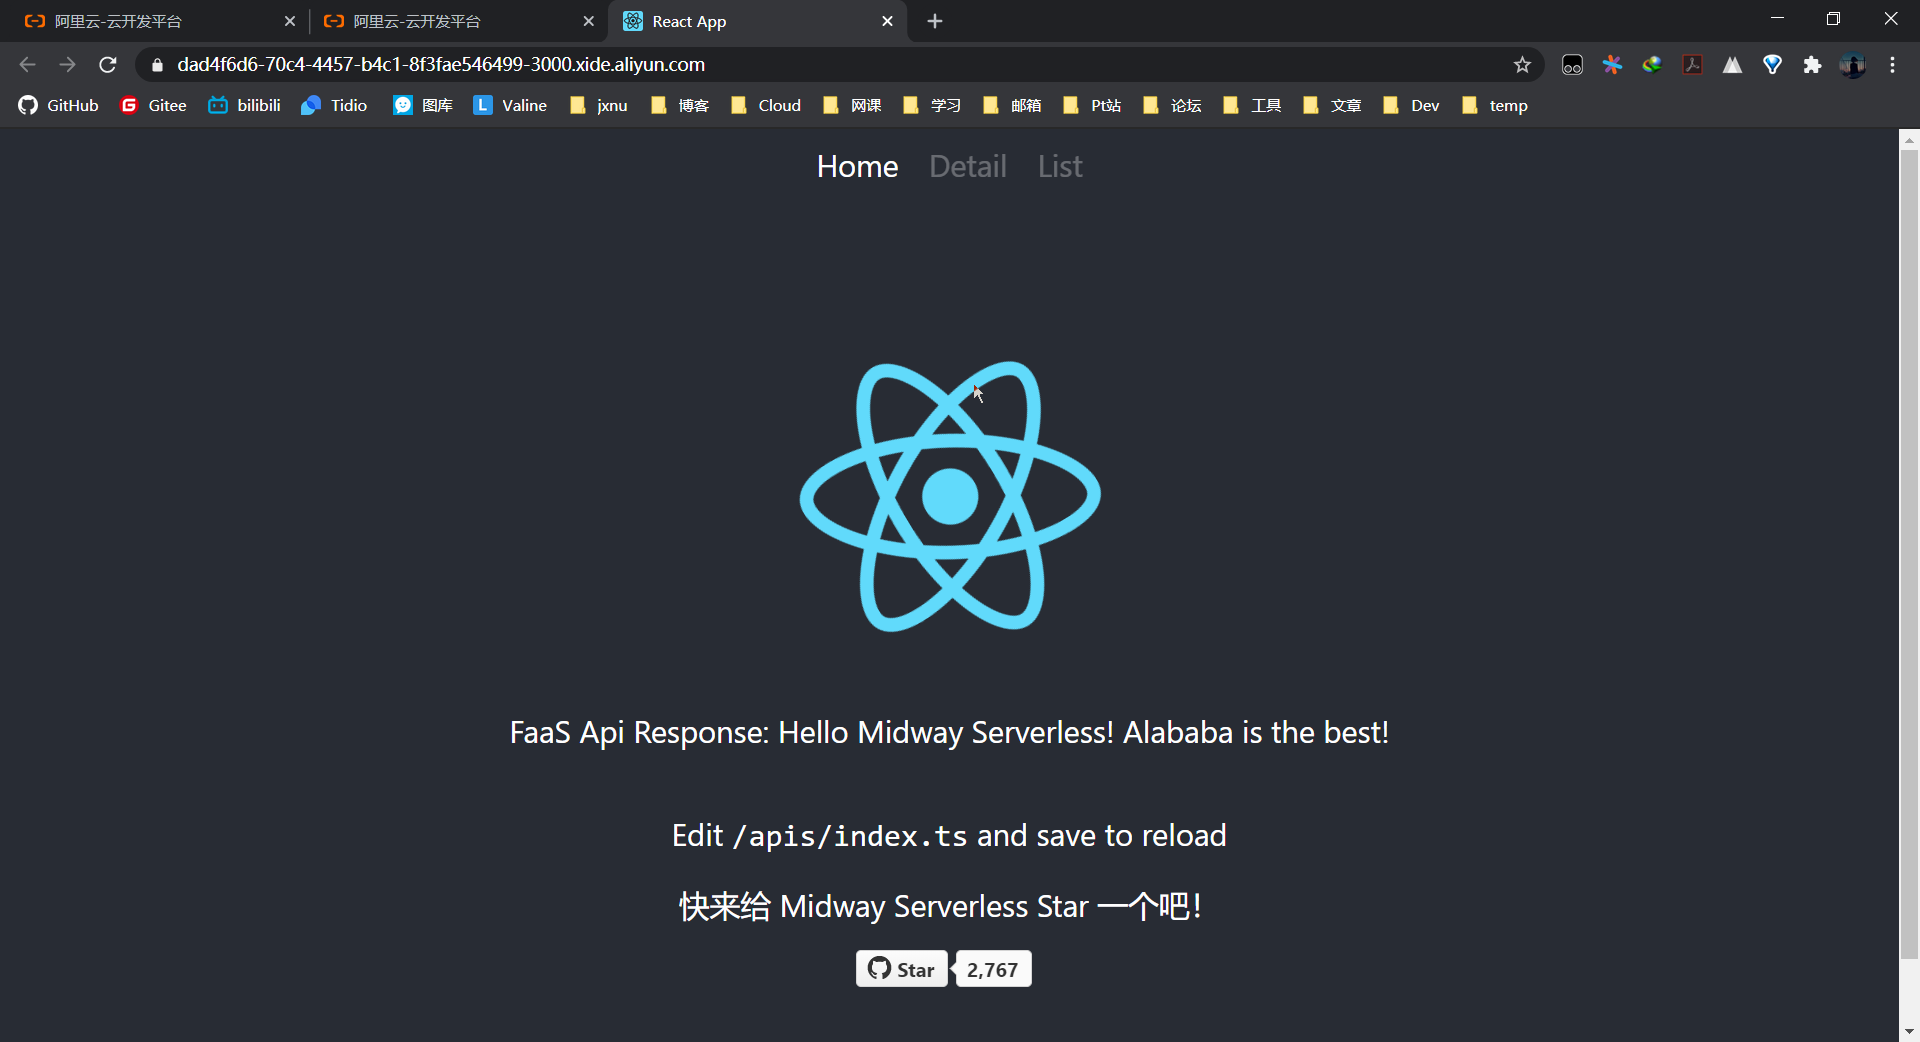 阿里云-云开发平台
阿里云-云开发平台
React App
dad4f6d6-70c4-4457-b4c1-8f3fae546499-3000.xide.aliyun.com
GitHub Gitee bilibili Tidio 图库 Valine jxnu 博客 Cloud 网课 学习 邮箱 Pt站 论坛 工具 文章 Dev temp
Home Detail List
FaaS Api Response: Hello Midway Serverless! Alababa is the best!
Edit /apis/index.ts and save to reload
快来给 Midway Serverless Star 一个吧！
Star 2,767